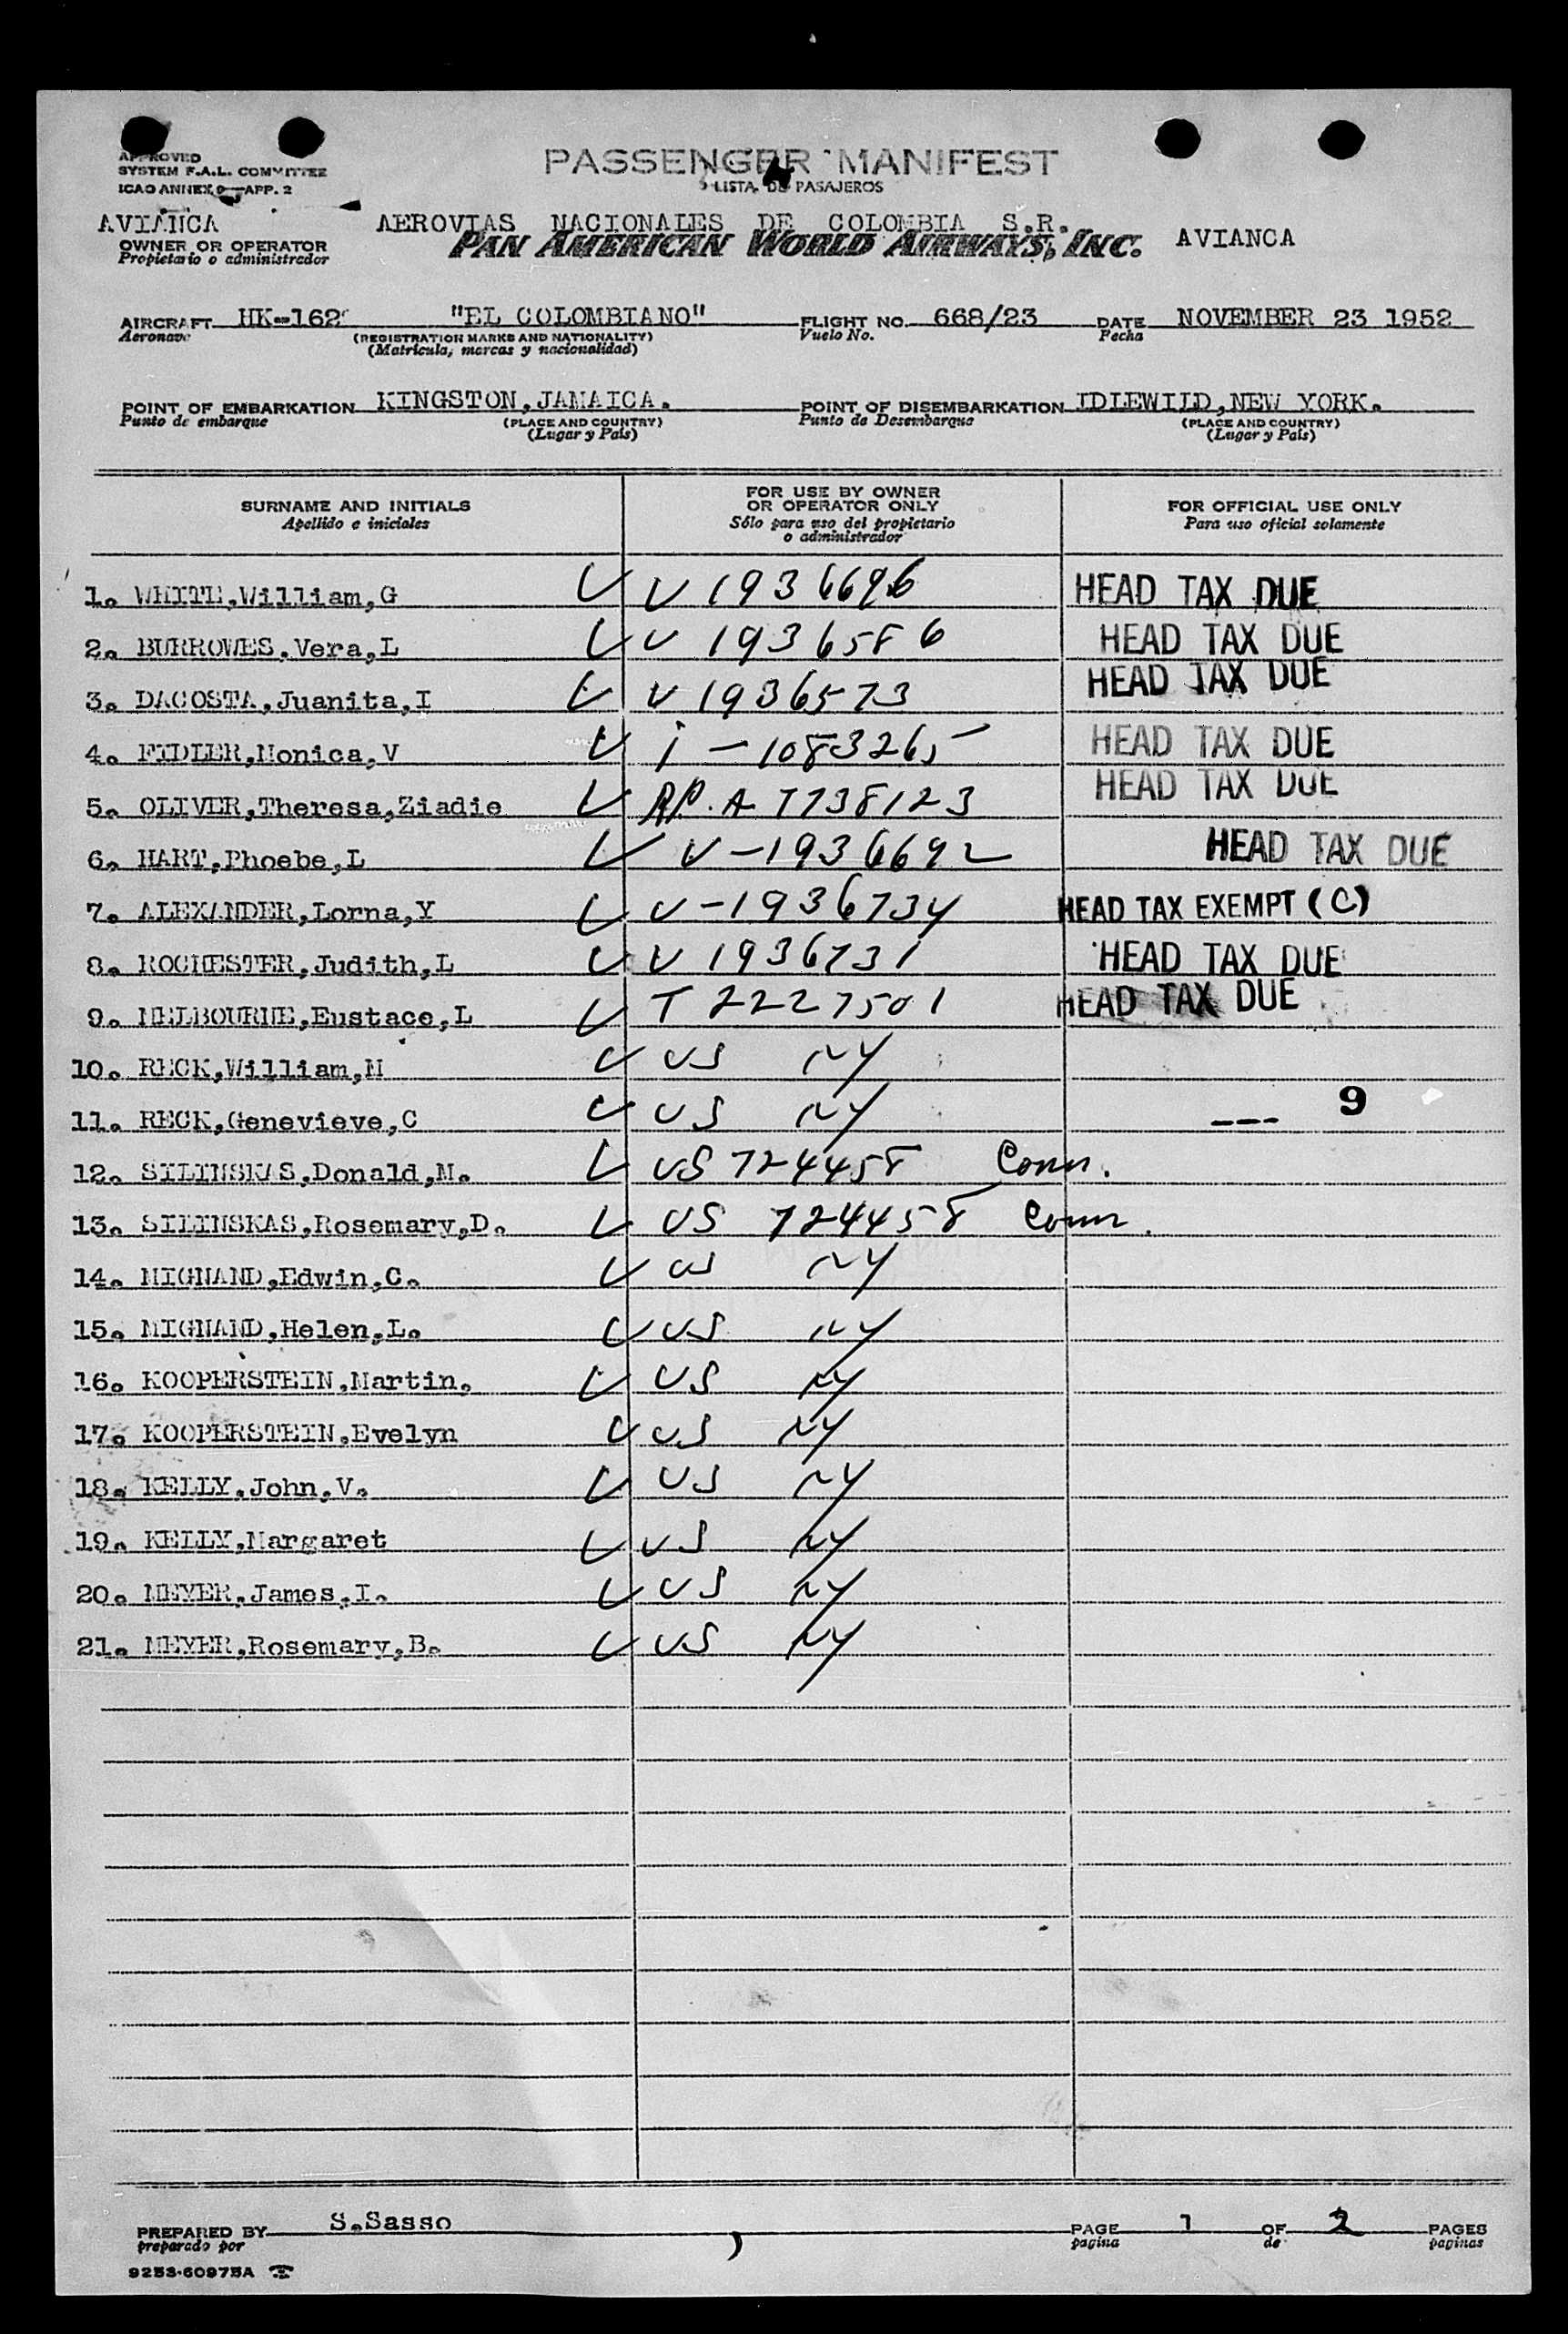 APPROVED
SYSTEM F.A.L. COMMITTEE
ICAO ANNEX 9—APP. 2
PASSENGER MANIFEST
LISTA DE PASAJEROS
AVIANCA AEROVIAS NACIONALES DE COLOMBIA S.R.
OWNER OR OPERATOR PAN AMERICAN WORLD AIRWAYS, INC. AVIANCA
Propietario o administrador
AIRCRAFT HK-162 "EL COLOMBIANO" FLIGHT NO. 668/23 DATE NOVEMBER 23 1952
Aeronave (REGISTRATION MARKS AND NATIONALITY) Vuelo No. Fecha
(Matricula, marcas y nacionalidad)
POINT OF EMBARKATION KINGSTON,JAMAICA. POINT OF DISEMBARKATION IDLEWILD,NEW YORK.
Punto de embarque (PLACE AND COUNTRY) Punto de Desembarque (PLACE AND COUNTRY)
(Lugar y País) (Lugar y País)
SURNAME AND INITIALS FOR USE BY OWNER OR OPERATOR ONLY FOR OFFICIAL USE ONLY
Apellido e iniciales Sólo para uso del propietario o administrador Para uso oficial solamente
1. WHITE,William,G V 1936696 HEAD TAX DUE
2. BURROWES,Vera,L V 1936586 HEAD TAX DUE
3. DACOSTA,Juanita,I V 1936573 HEAD TAX DUE
4. FIDLER,Monica,V i - 1083265 HEAD TAX DUE
5. OLIVER,Theresa,Ziadie R.P. A 7738123 HEAD TAX DUE
6. HART,Phoebe,L V-1936692 HEAD TAX DUE
7. ALEXANDER,Lorna,Y V-1936734 HEAD TAX EXEMPT (C)
8. ROCHESTER,Judith,L V 1936731 HEAD TAX DUE
9. MELBOURNE,Eustace,L T 2227501 HEAD TAX DUE
10. RECK,William,M US NY
11. RECK,Genevieve,C US NY --- 9
12. SILINSKAS,Donald,M. US 724458 Conn.
13. SILINSKAS,Rosemary,D. US 724458 Conn.
14. MIGNAND,Edwin,C. US NY
15. MIGNAND,Helen,L. US NY
16. KOOPERSTEIN,Martin, US NY
17. KOOPERSTEIN,Evelyn US NY
18. KELLY,John,V. US NY
19. KELLY,Margaret US NY
20. MEYER,James,I. US NY
21. MEYER,Rosemary,B. US NY
PREPARED BY S.Sasso PAGE 1 OF 2 PAGES
preparado por pagina de paginas
9253-60975A